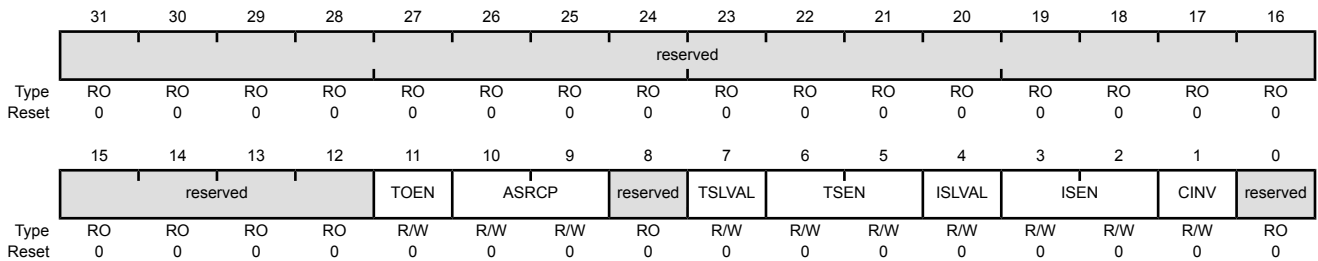 31 30 29 28 27 26 25 24 23 22 21 20 19 18 17 16
reserved
Type RO RO RO RO RO RO RO RO RO RO RO RO RO RO RO RO
Reset 0 0 0 0 0 0 0 0 0 0 0 0 0 0 0 0
15 14 13 12 11 10 9 8 7 6 5 4 3 2 1 0
reserved TOEN ASRCP reserved TSLVAL TSEN ISLVAL ISEN CINV reserved
Type RO RO RO RO R/W R/W R/W RO R/W R/W R/W R/W R/W R/W R/W RO
Reset 0 0 0 0 0 0 0 0 0 0 0 0 0 0 0 0